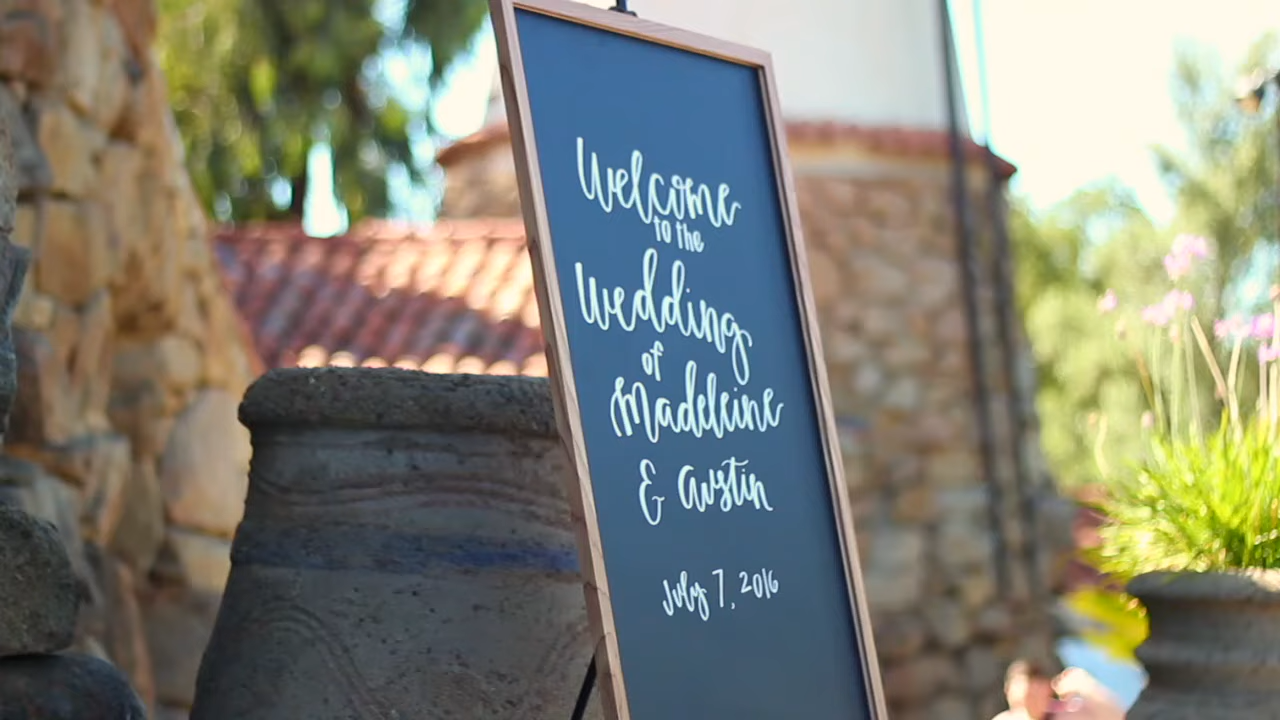 Welcome
to the
Wedding
of
Madeleine
& Austin
July 7, 2016